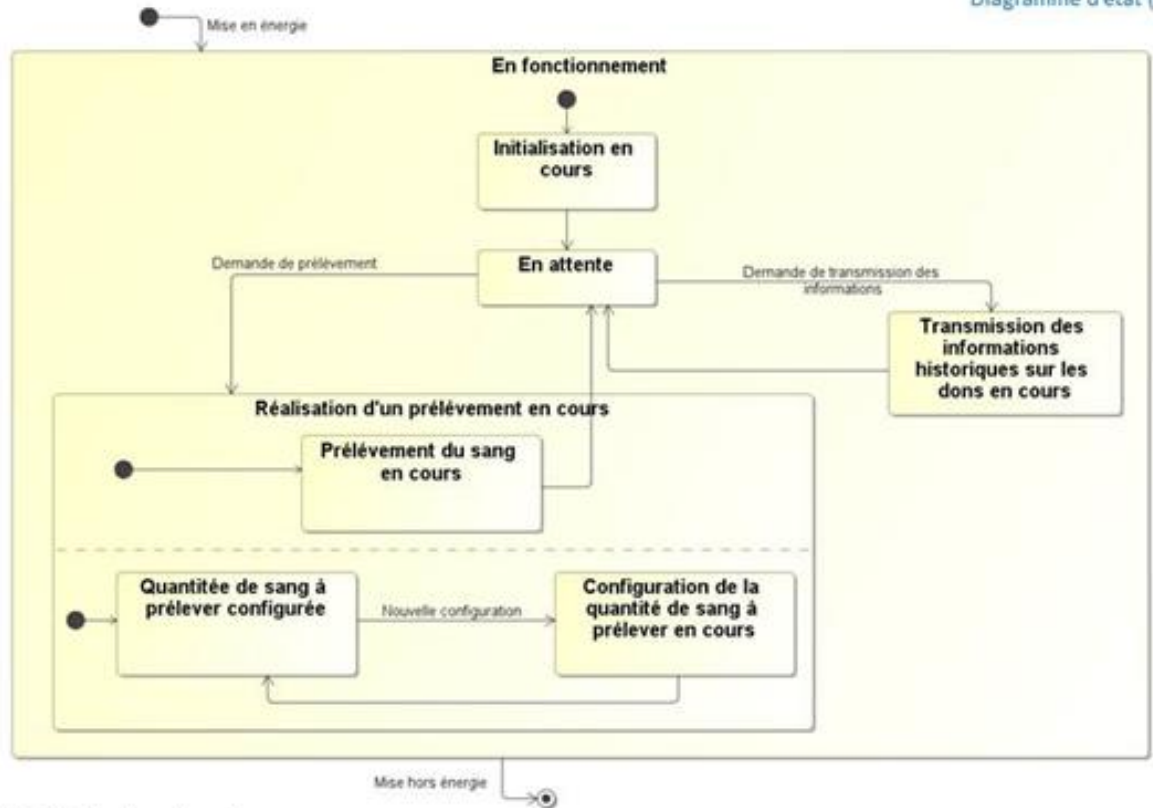 Diagramme d'état (
Mise en énergie
En fonctionnement
Initialisation en
cours
En attente
Demande de prélèvement
Demande de transmission des
informations
Transmission des
informations
historiques sur les
dons en cours
Réalisation d'un prélévement en cours
Prélévement du sang
en cours
Quantitée de sang à
prélever configurée
Nouvelle configuration
Configuration de la
quantité de sang à
prélever en cours
Mise hors énergie